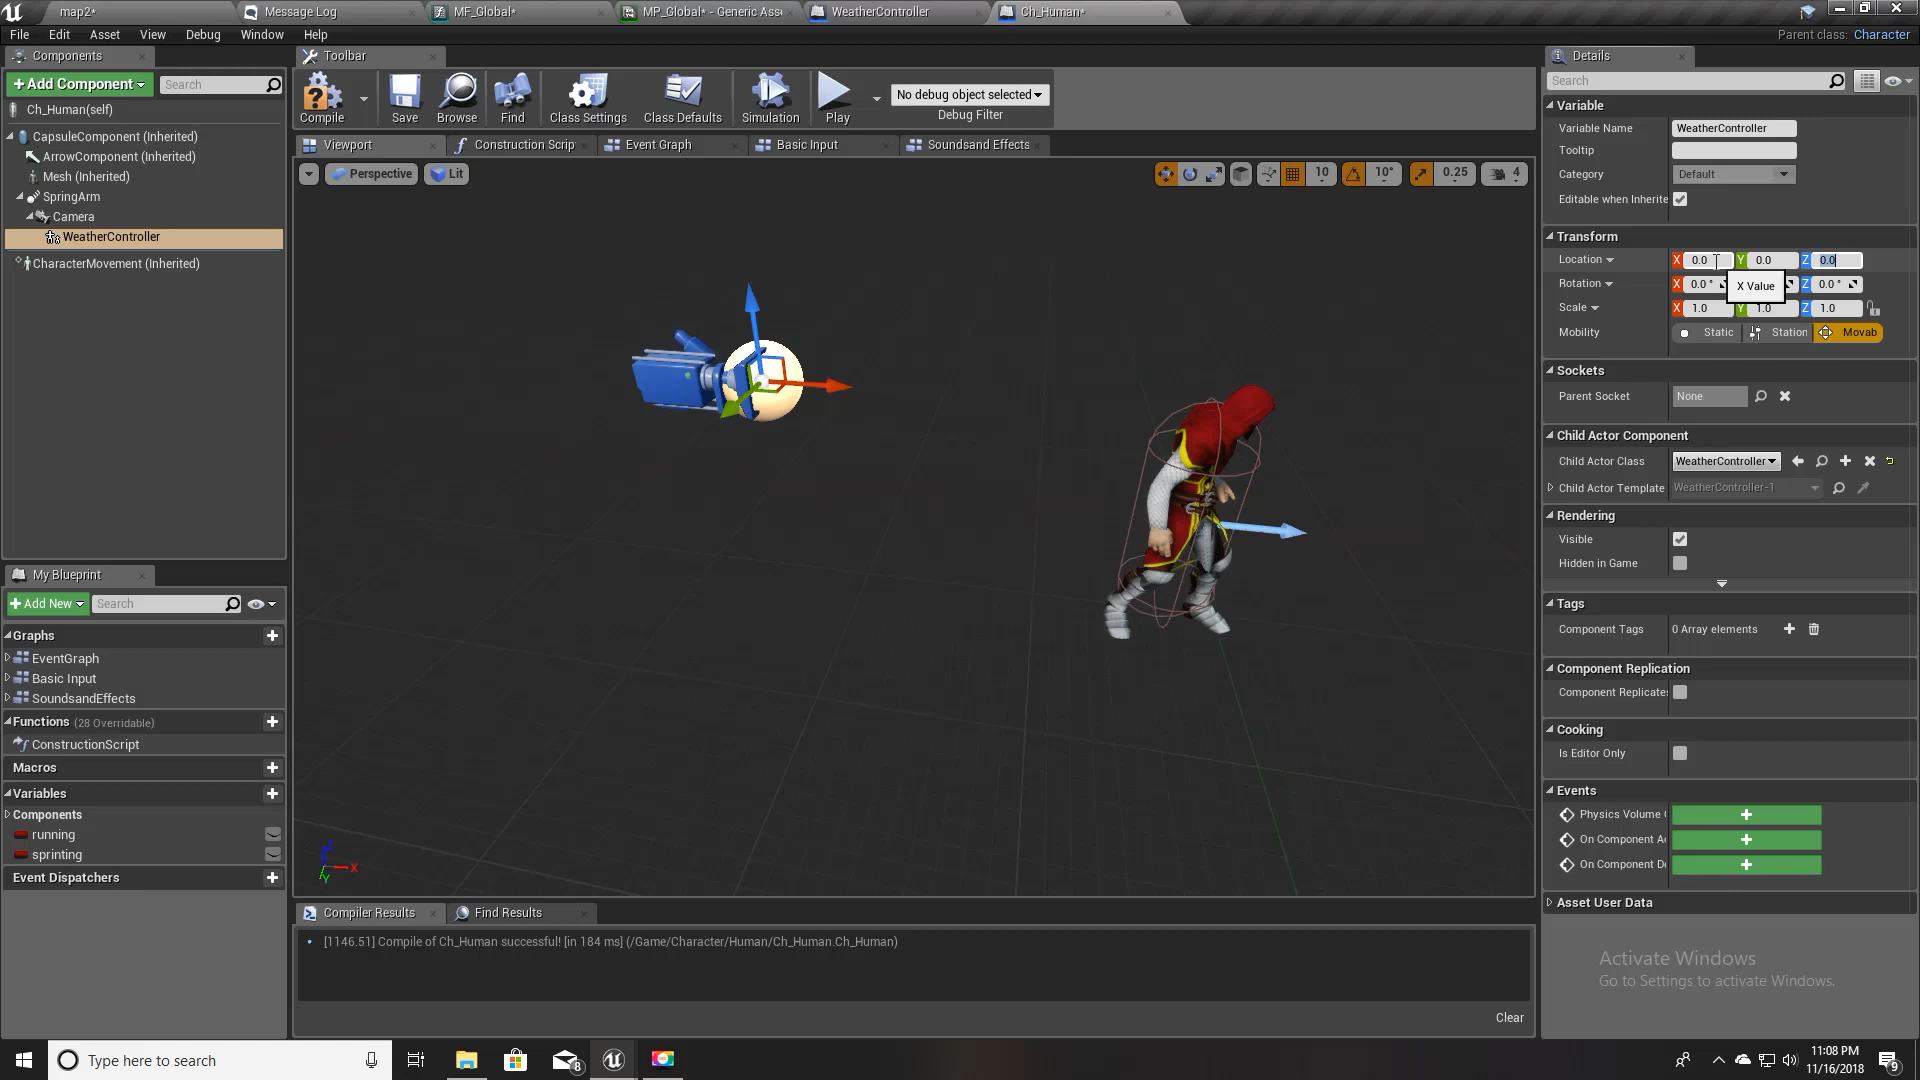 map2*
Message Log
MF_Global*
MP_Global* - Generic Ass
WeatherController
Ch_Human*
File Edit Asset View Debug Window Help
Parent class: Character
Components
Toolbar
Details
+Add Component
Search
Search
Ch_Human(self)
CapsuleComponent (Inherited)
ArrowComponent (Inherited)
Mesh (Inherited)
SpringArm
Camera
WeatherController
CharacterMovement (Inherited)
Compile
Save
Browse
Find
Class Settings
Class Defaults
Simulation
Play
No debug object selected
Debug Filter
Viewport
Construction Scrip
Event Graph
Basic Input
Soundsand Effects
Perspective
Lit
10
10°
0.25
4
X
Z
Y
Variable
Variable Name WeatherController
Tooltip
Category Default
Editable when Inherite
Transform
Location X 0.0 Y 0.0 Z 0.0
Rotation X 0.0 ° Z 0.0 °
X Value
Scale X 1.0 Y 1.0 Z 1.0
Mobility Static Station Movab
Sockets
Parent Socket None
Child Actor Component
Child Actor Class WeatherController
Child Actor Template WeatherController-1
Rendering
Visible
Hidden in Game
Tags
Component Tags 0 Array elements
Component Replication
Component Replicates
Cooking
Is Editor Only
Events
Physics Volume
On Component A
On Component D
Asset User Data
My Blueprint
+Add New
Search
Graphs
EventGraph
Basic Input
SoundsandEffects
Functions (28 Overridable)
ConstructionScript
Macros
Variables
Components
running
sprinting
Event Dispatchers
Compiler Results
Find Results
[1146.51] Compile of Ch_Human successful! [in 184 ms] (/Game/Character/Human/Ch_Human.Ch_Human)
Clear
Activate Windows
Go to Settings to activate Windows.
Type here to search
8
11:08 PM
11/16/2018
9